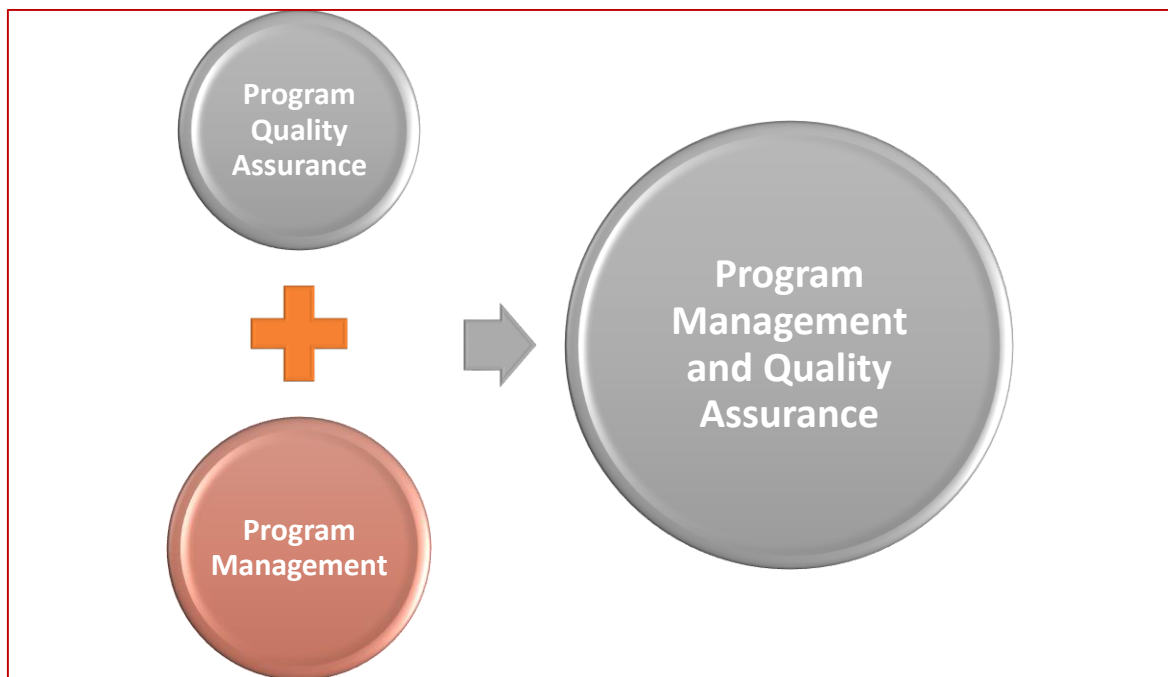 Program
Quality
Assurance
Program
Management
Program
Management
and Quality
Assurance